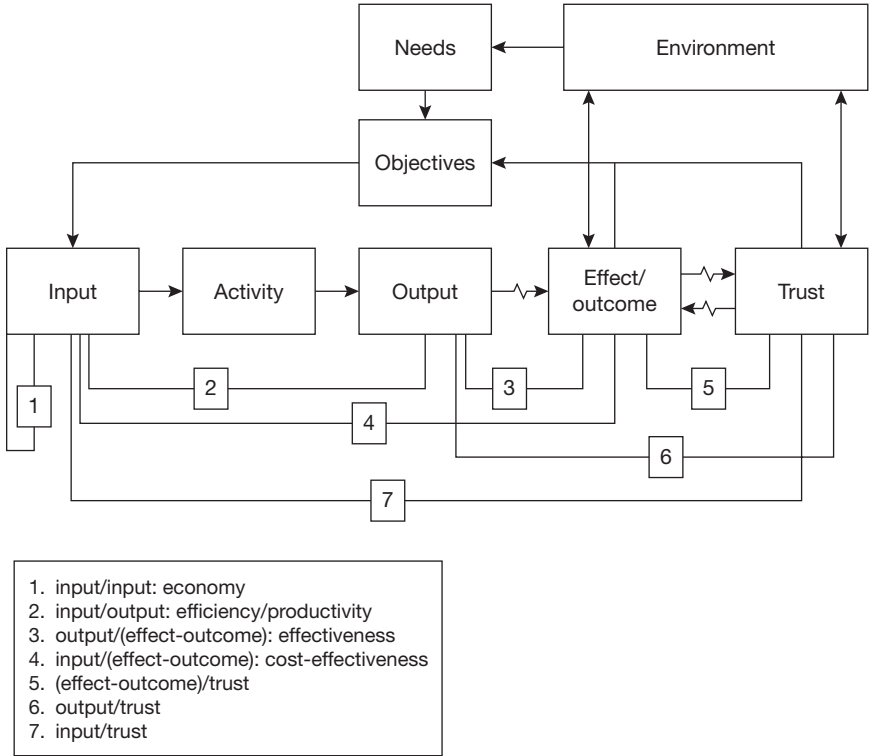 Needs
Environment
Objectives
Input
Activity
Output
Effect/
outcome
Trust
1
2
3
4
5
6
7
1. input/input: economy
2. input/output: efficiency/productivity
3. output/(effect-outcome): effectiveness
4. input/(effect-outcome): cost-effectiveness
5. (effect-outcome)/trust
6. output/trust
7. input/trust